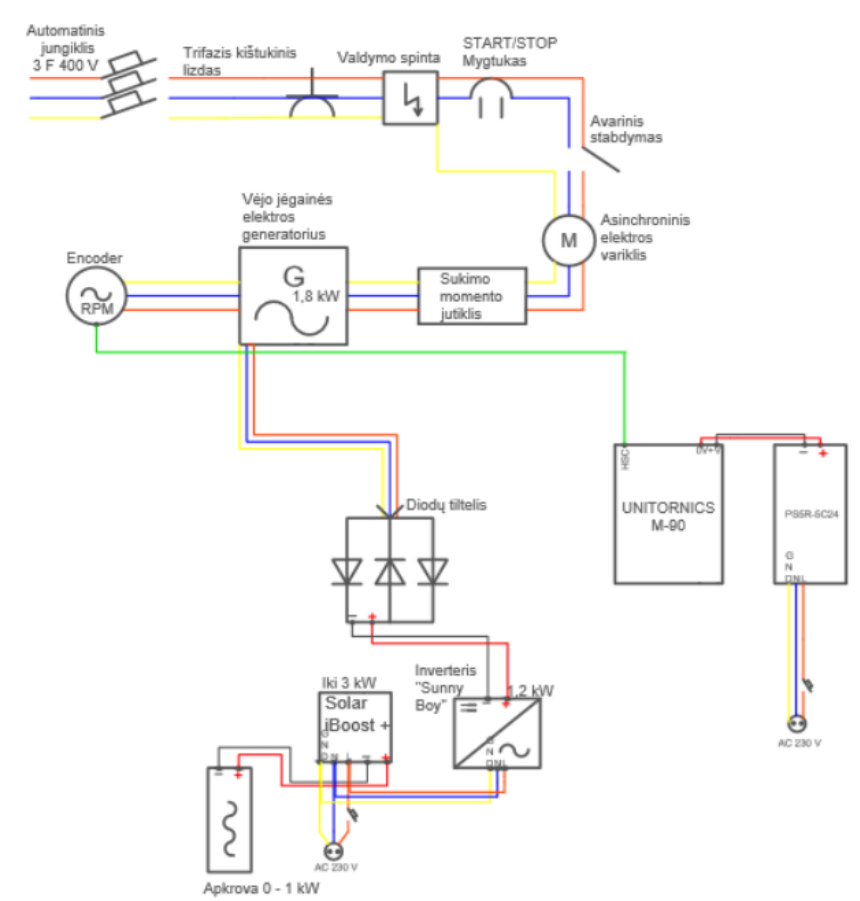 Automatinis
jungiklis
3 F 400 V
Trifazis kištukinis
lizdas
Valdymo spinta
START/STOP
Mygtukas
Avarinis
stabdymas
Vėjo jėgainės
elektros
generatorius
Asinchroninis
elektros
variklis
M
Encoder
RPM
G
1,8 kW
Sukimo
momento
jutiklis
HSC
0V+V
UNITORNICS
M-90
− +
PS5R-5C24
G
N
D N L
AC 230 V
Diodų tiltelis
− +
Inverteris
"Sunny
Boy"
1,2 kW
− +
G
N
D N L
Iki 3 kW
Solar
iBoost +
G
N
D N L − +
− +
AC 230 V
Apkrova 0 - 1 kW